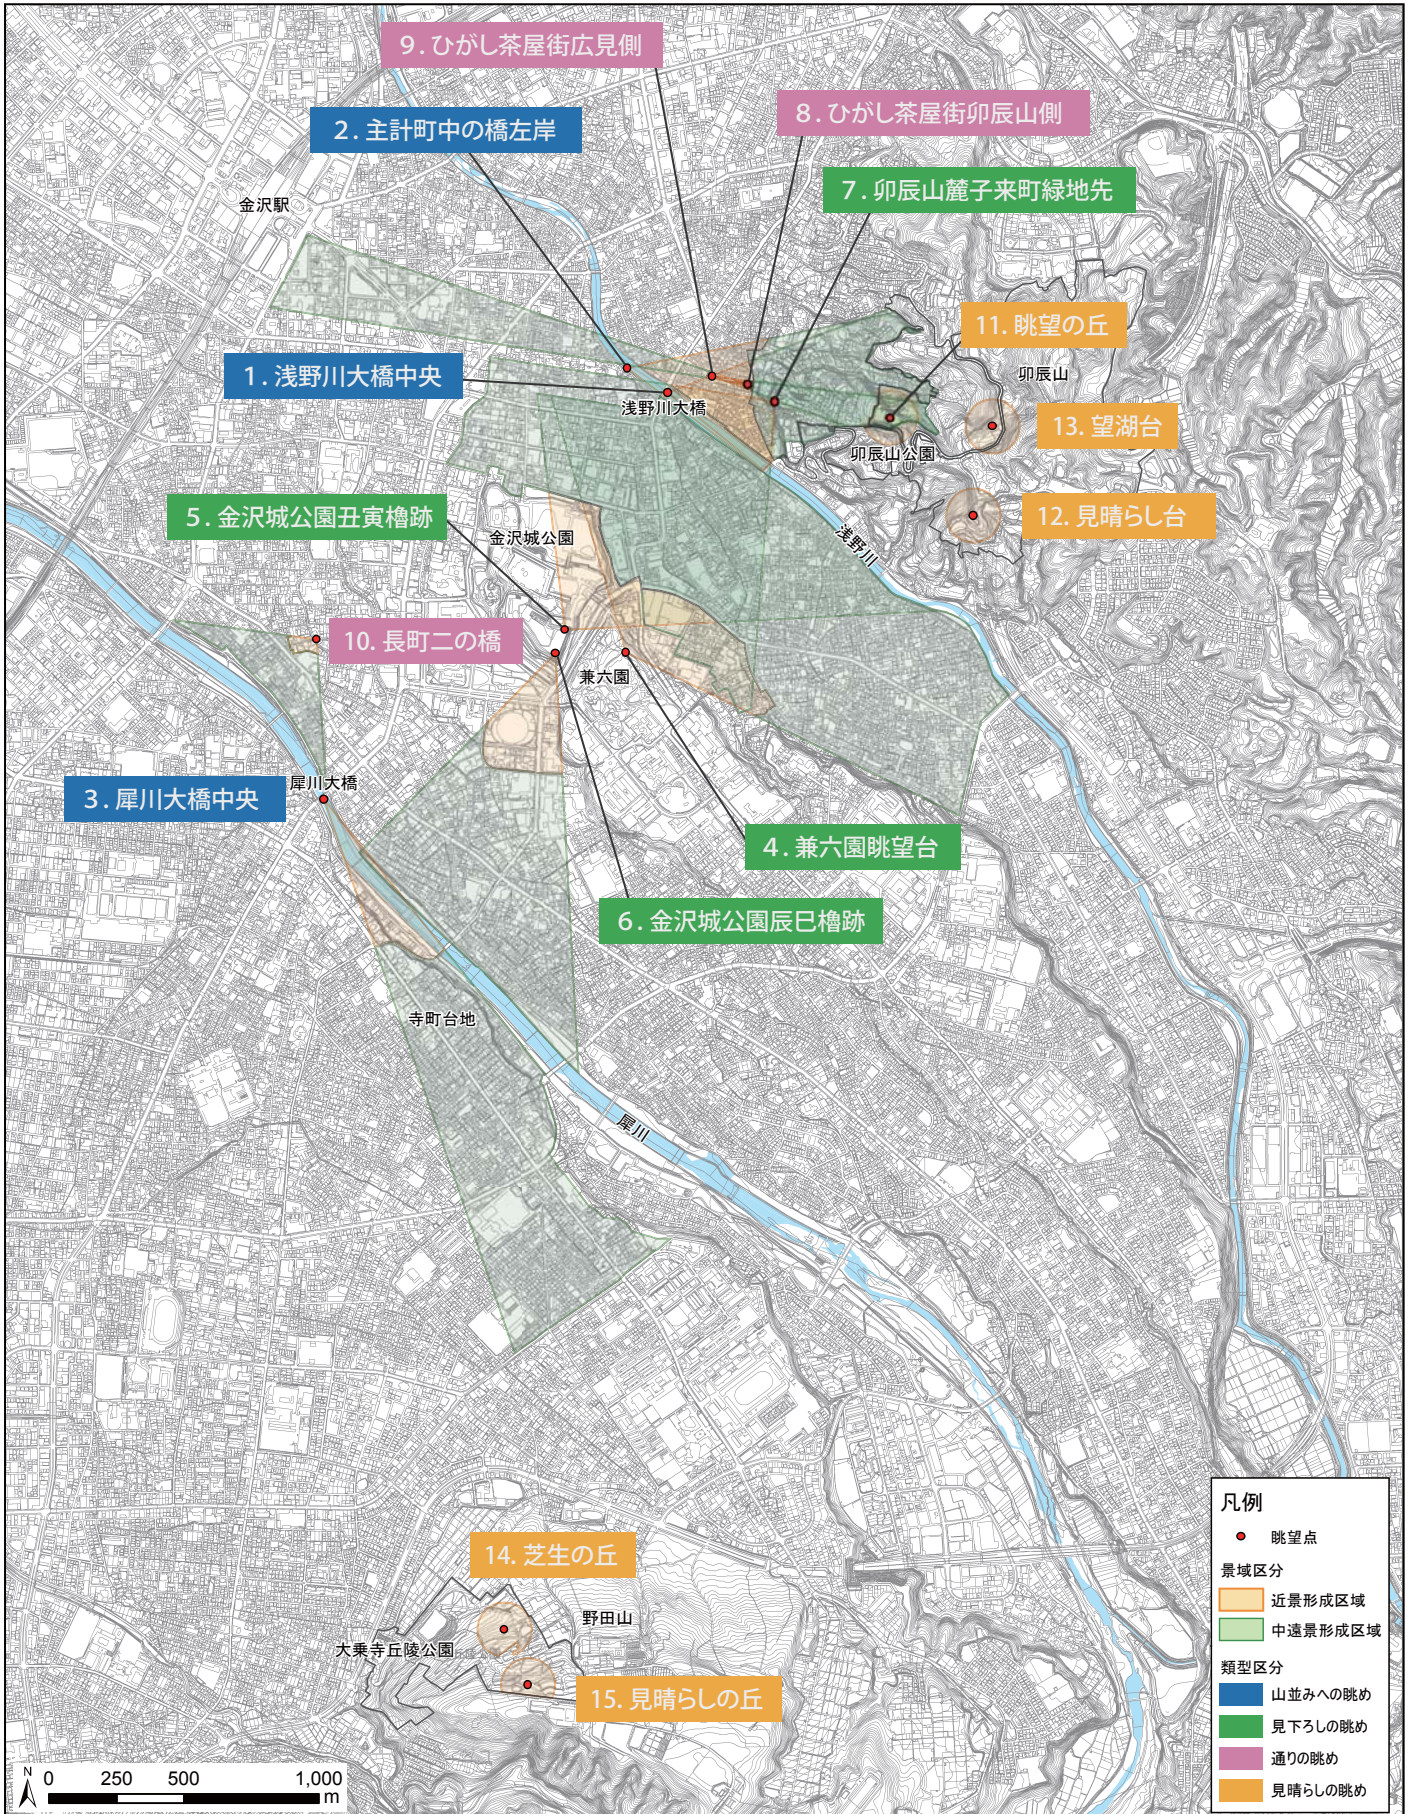 9. ひがし茶屋街広見側
8. ひがし茶屋街卯辰山側
2. 主計町中の橋左岸
7. 卯辰山麓子来町緑地先
金沢駅
11. 眺望の丘
1. 浅野川大橋中央
浅野川大橋
卯辰山
13. 望湖台
卯辰山公園
5. 金沢城公園丑寅櫓跡
金沢城公園
12. 見晴らし台
浅野川
10. 長町二の橋
兼六園
犀川大橋
3. 犀川大橋中央
4. 兼六園眺望台
6. 金沢城公園辰巳櫓跡
寺町台地
犀川
14. 芝生の丘
野田山
大乗寺丘陵公園
15. 見晴らしの丘
凡例
眺望点
景域区分
近景形成区域
中遠景形成区域
類型区分
山並みへの眺め
見下ろしの眺め
通りの眺め
見晴らしの眺め
N
0 250 500 1,000
m